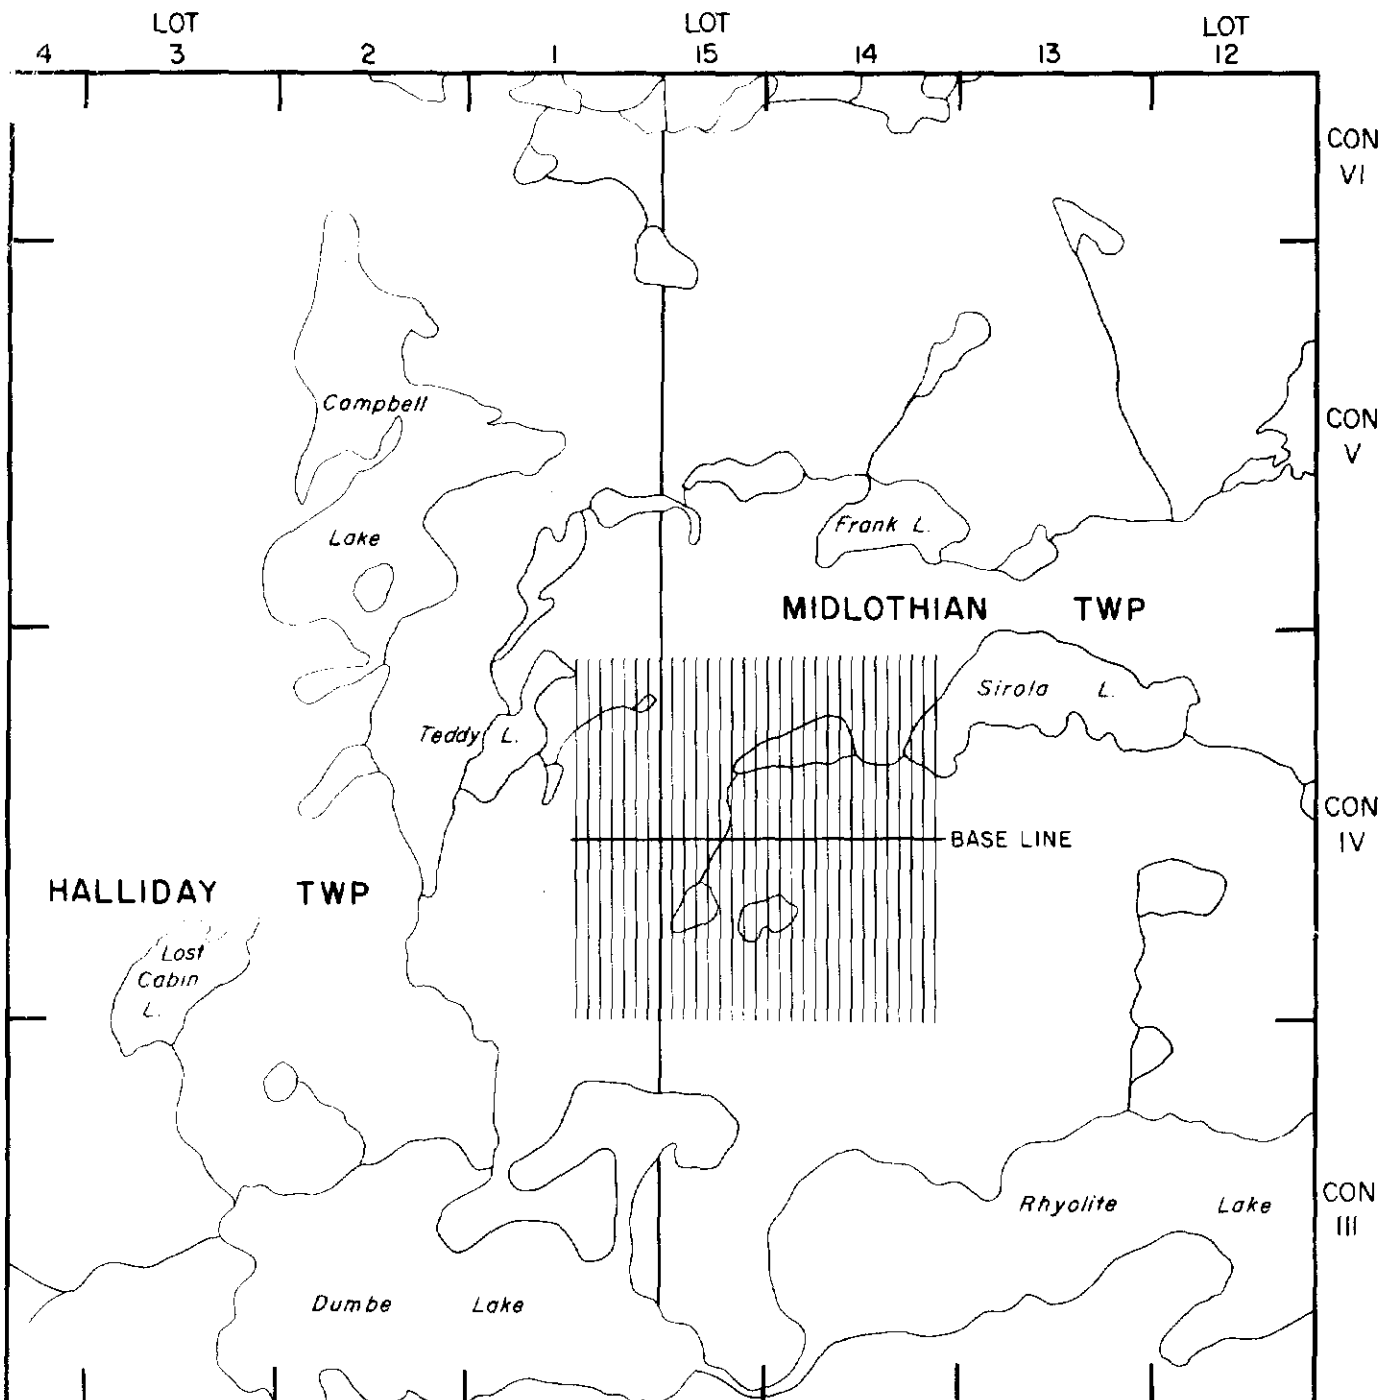 LOT LOT LOT
4 3 2 1 15 14 13 12
CON
VI
Campbell
CON
V
Frank L.
Lake
MIDLOTHIAN TWP
Sirola L.
Teddy L.
CON
IV
BASE LINE
HALLIDAY TWP
Lost
Cabin
L.
CON
III
Rhyolite Lake
Dumbe Lake